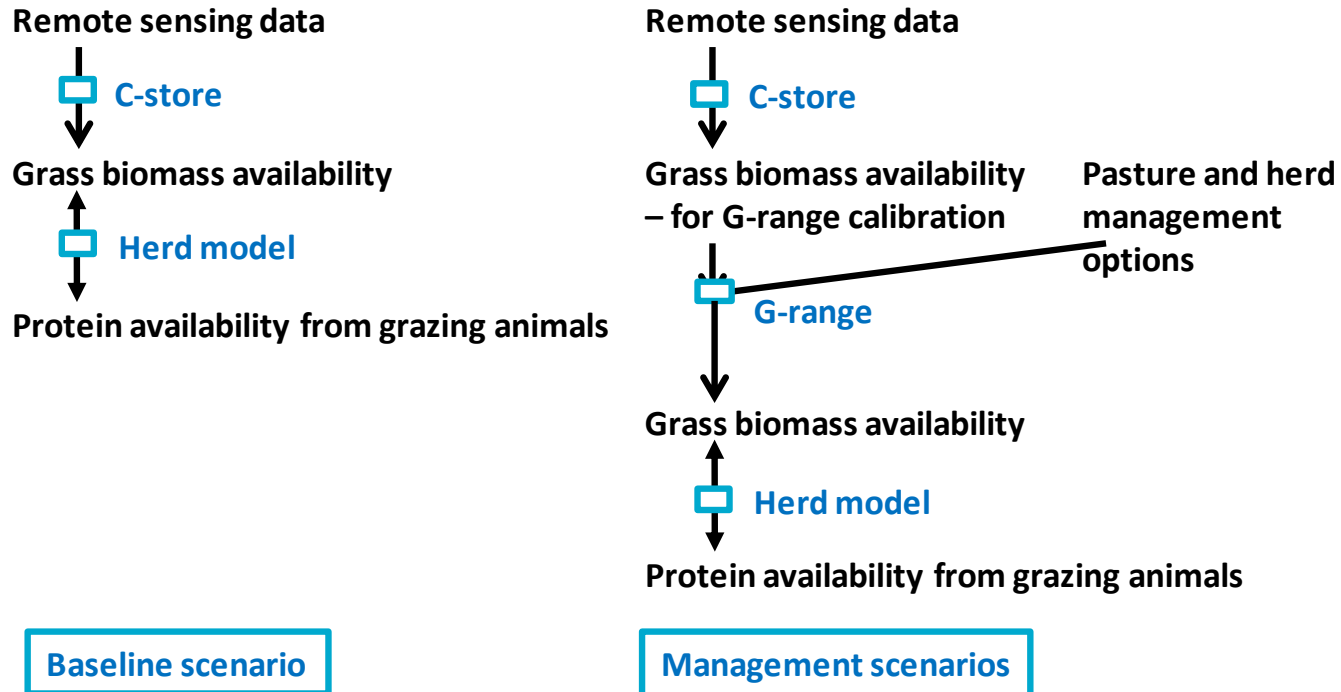 Remote sensing data
C-store
Grass biomass availability
Herd model
Protein availability from grazing animals
Baseline scenario
Remote sensing data
C-store
Grass biomass availability
– for G-range calibration
Pasture and herd
management
options
G-range
Grass biomass availability
Herd model
Protein availability from grazing animals
Management scenarios